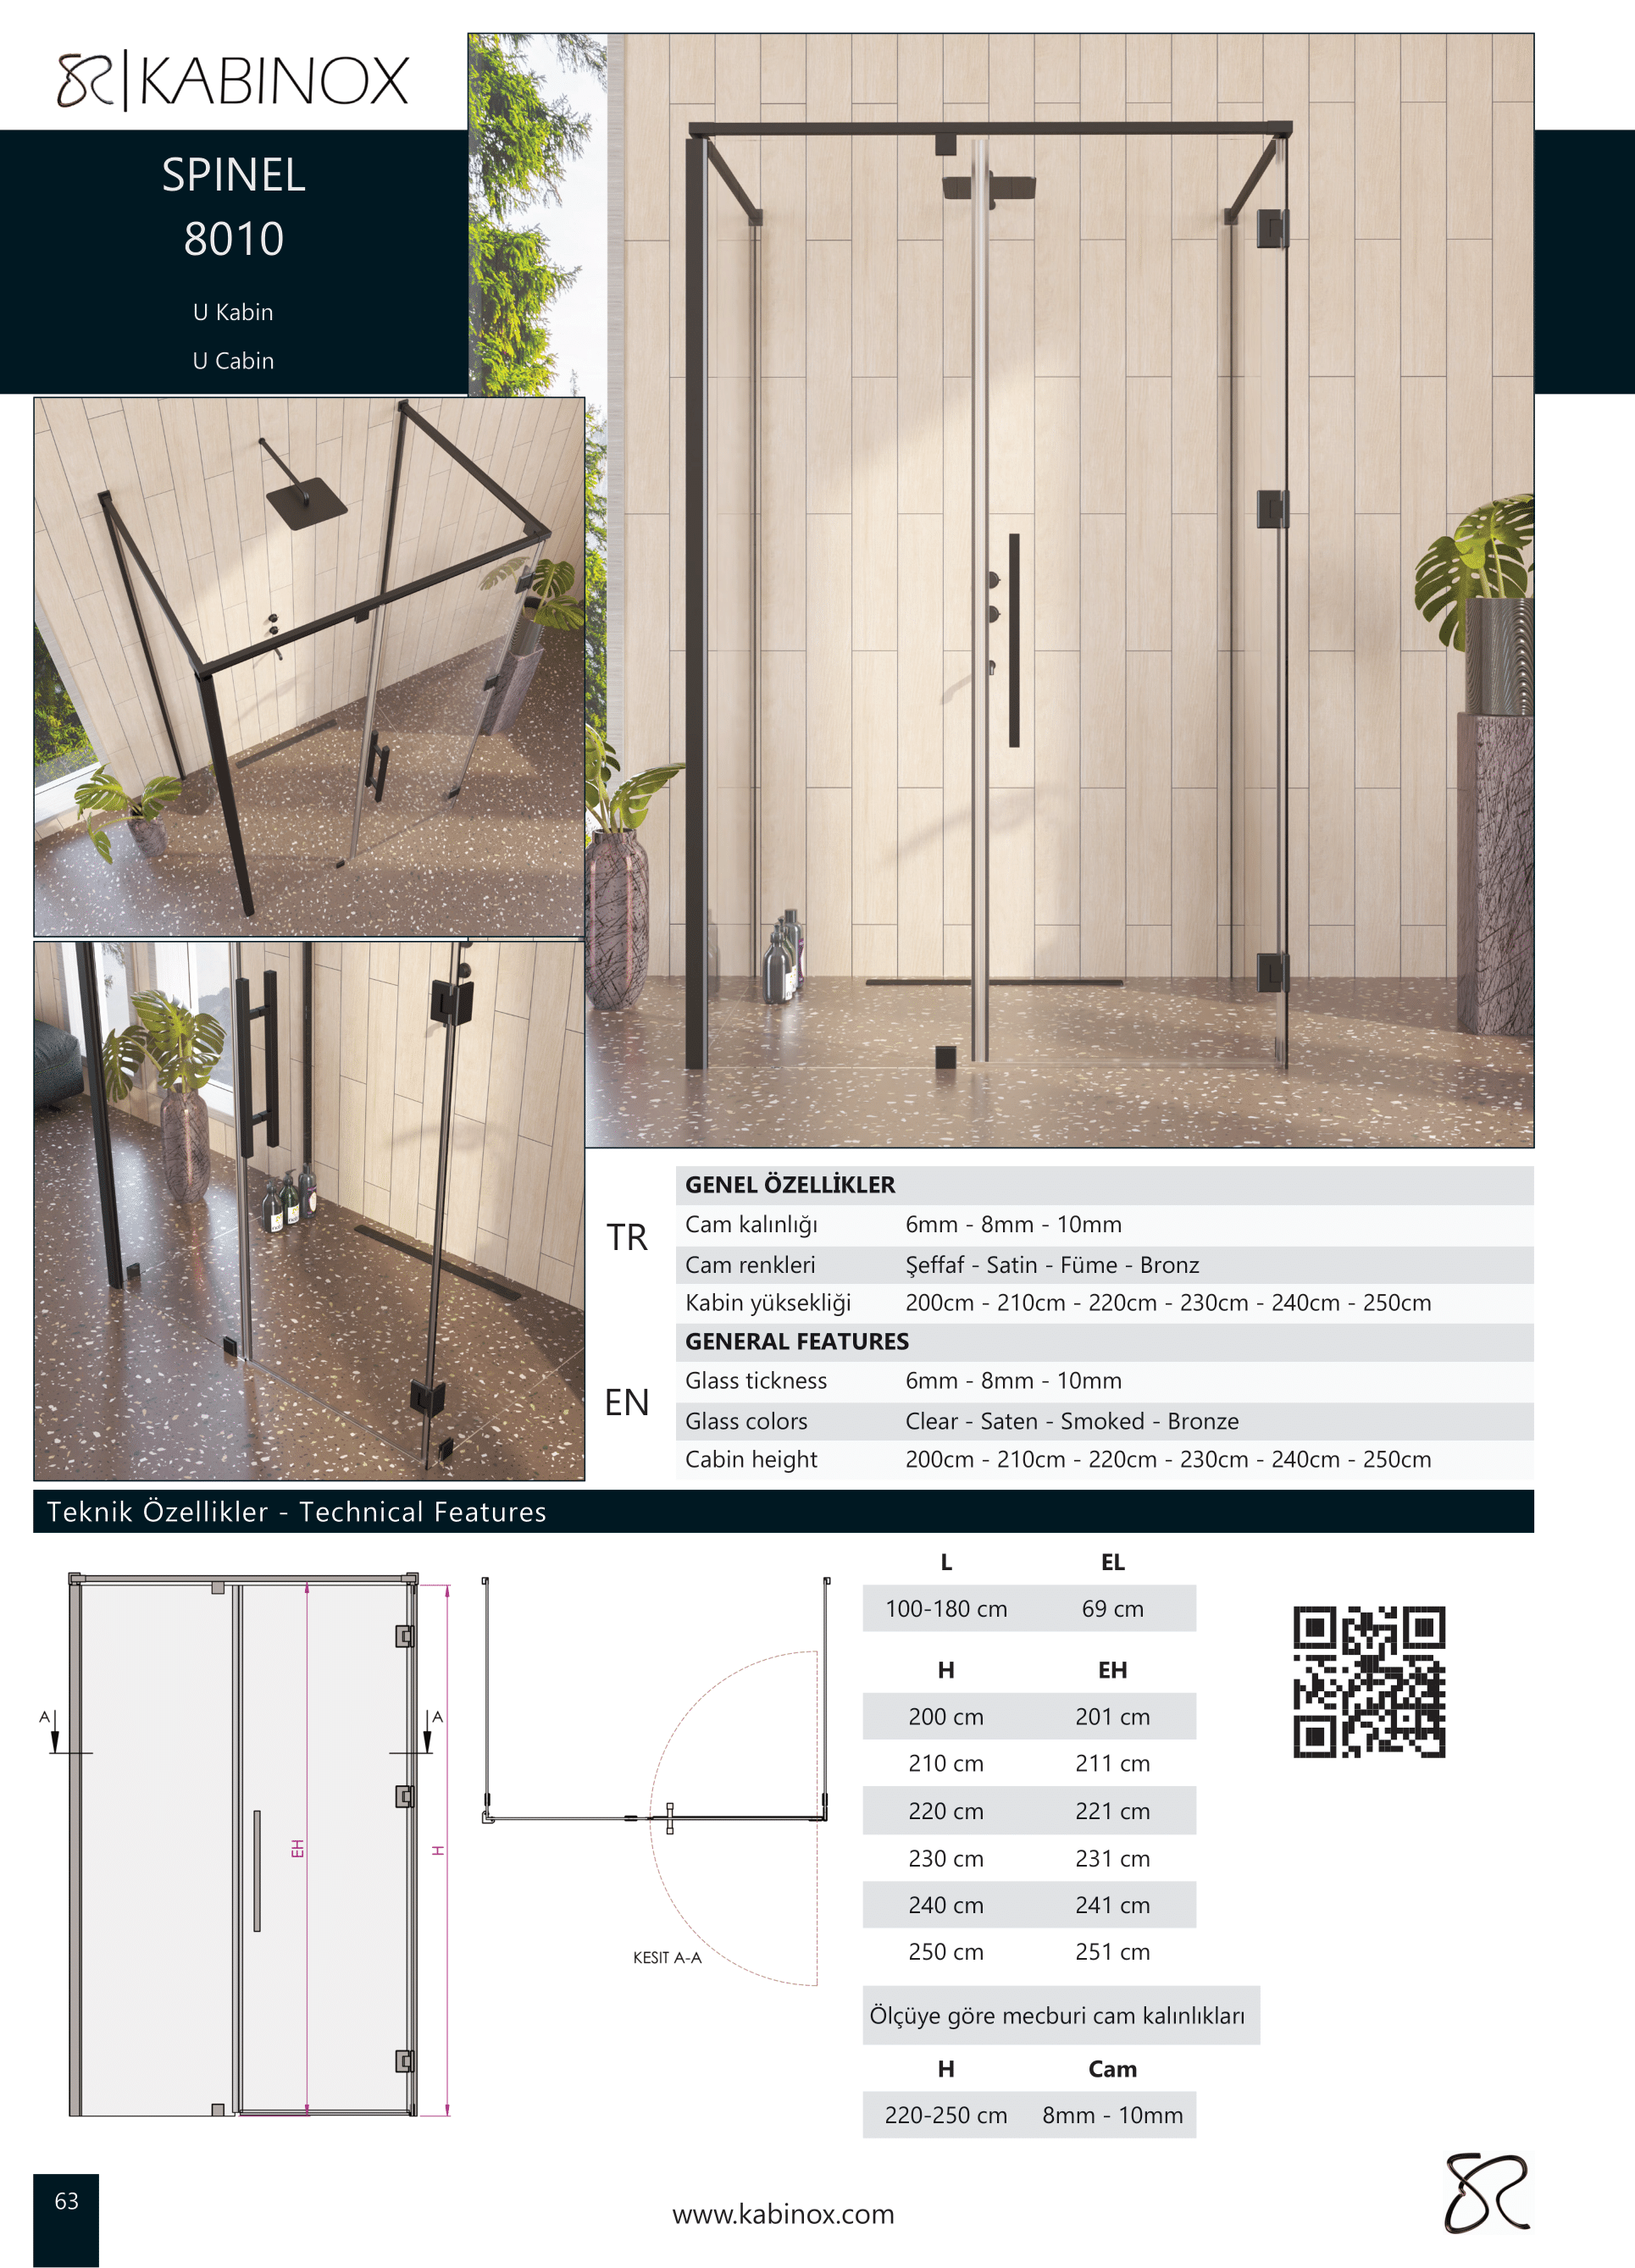 KABINOX
SPINEL
8010
U Kabin
U Cabin
TR
GENEL ÖZELLİKLER
Cam kalınlığı 6mm - 8mm - 10mm
Cam renkleri Şeffaf - Satin - Füme - Bronz
Kabin yüksekliği 200cm - 210cm - 220cm - 230cm - 240cm - 250cm
EN
GENERAL FEATURES
Glass tickness 6mm - 8mm - 10mm
Glass colors Clear - Saten - Smoked - Bronze
Cabin height 200cm - 210cm - 220cm - 230cm - 240cm - 250cm
Teknik Özellikler - Technical Features
A A
EH H
KESIT A-A
L EL
100-180 cm 69 cm
H EH
200 cm 201 cm
210 cm 211 cm
220 cm 221 cm
230 cm 231 cm
240 cm 241 cm
250 cm 251 cm
Ölçüye göre mecburi cam kalınlıkları
H Cam
220-250 cm 8mm - 10mm
63
www.kabinox.com